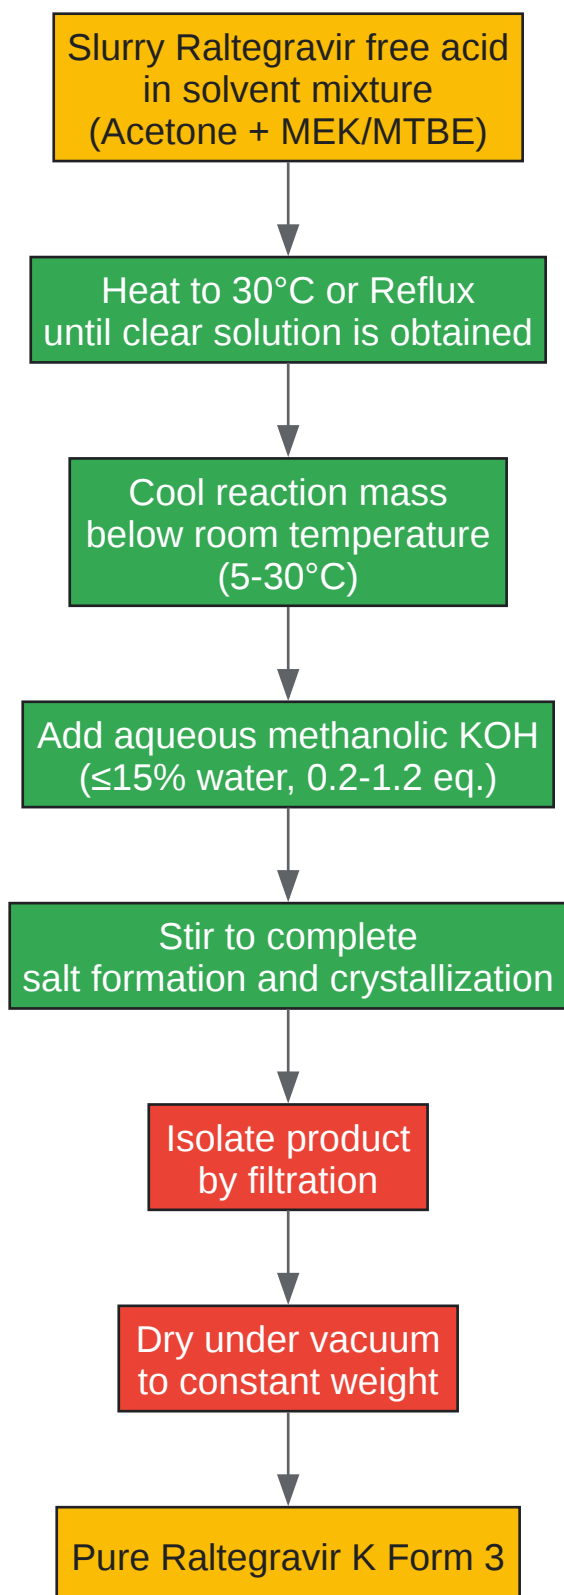 Slurry Raltegravir free acid
in solvent mixture
(Acetone + MEK/MTBE)
Heat to 30°C or Reflux
until clear solution is obtained
Cool reaction mass
below room temperature
(5-30°C)
Add aqueous methanolic KOH
(≤15% water, 0.2-1.2 eq.)
Stir to complete
salt formation and crystallization
Isolate product
by filtration
Dry under vacuum
to constant weight
Pure Raltegravir K Form 3